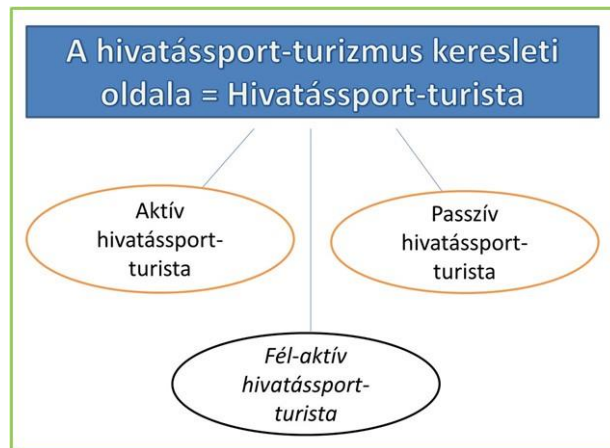 A hivatássport-turizmus keresleti
oldala = Hivatássport-turista
Aktív
hivatássport-
turista
Passzív
hivatássport-
turista
Fél-aktív
hivatássport-
turista